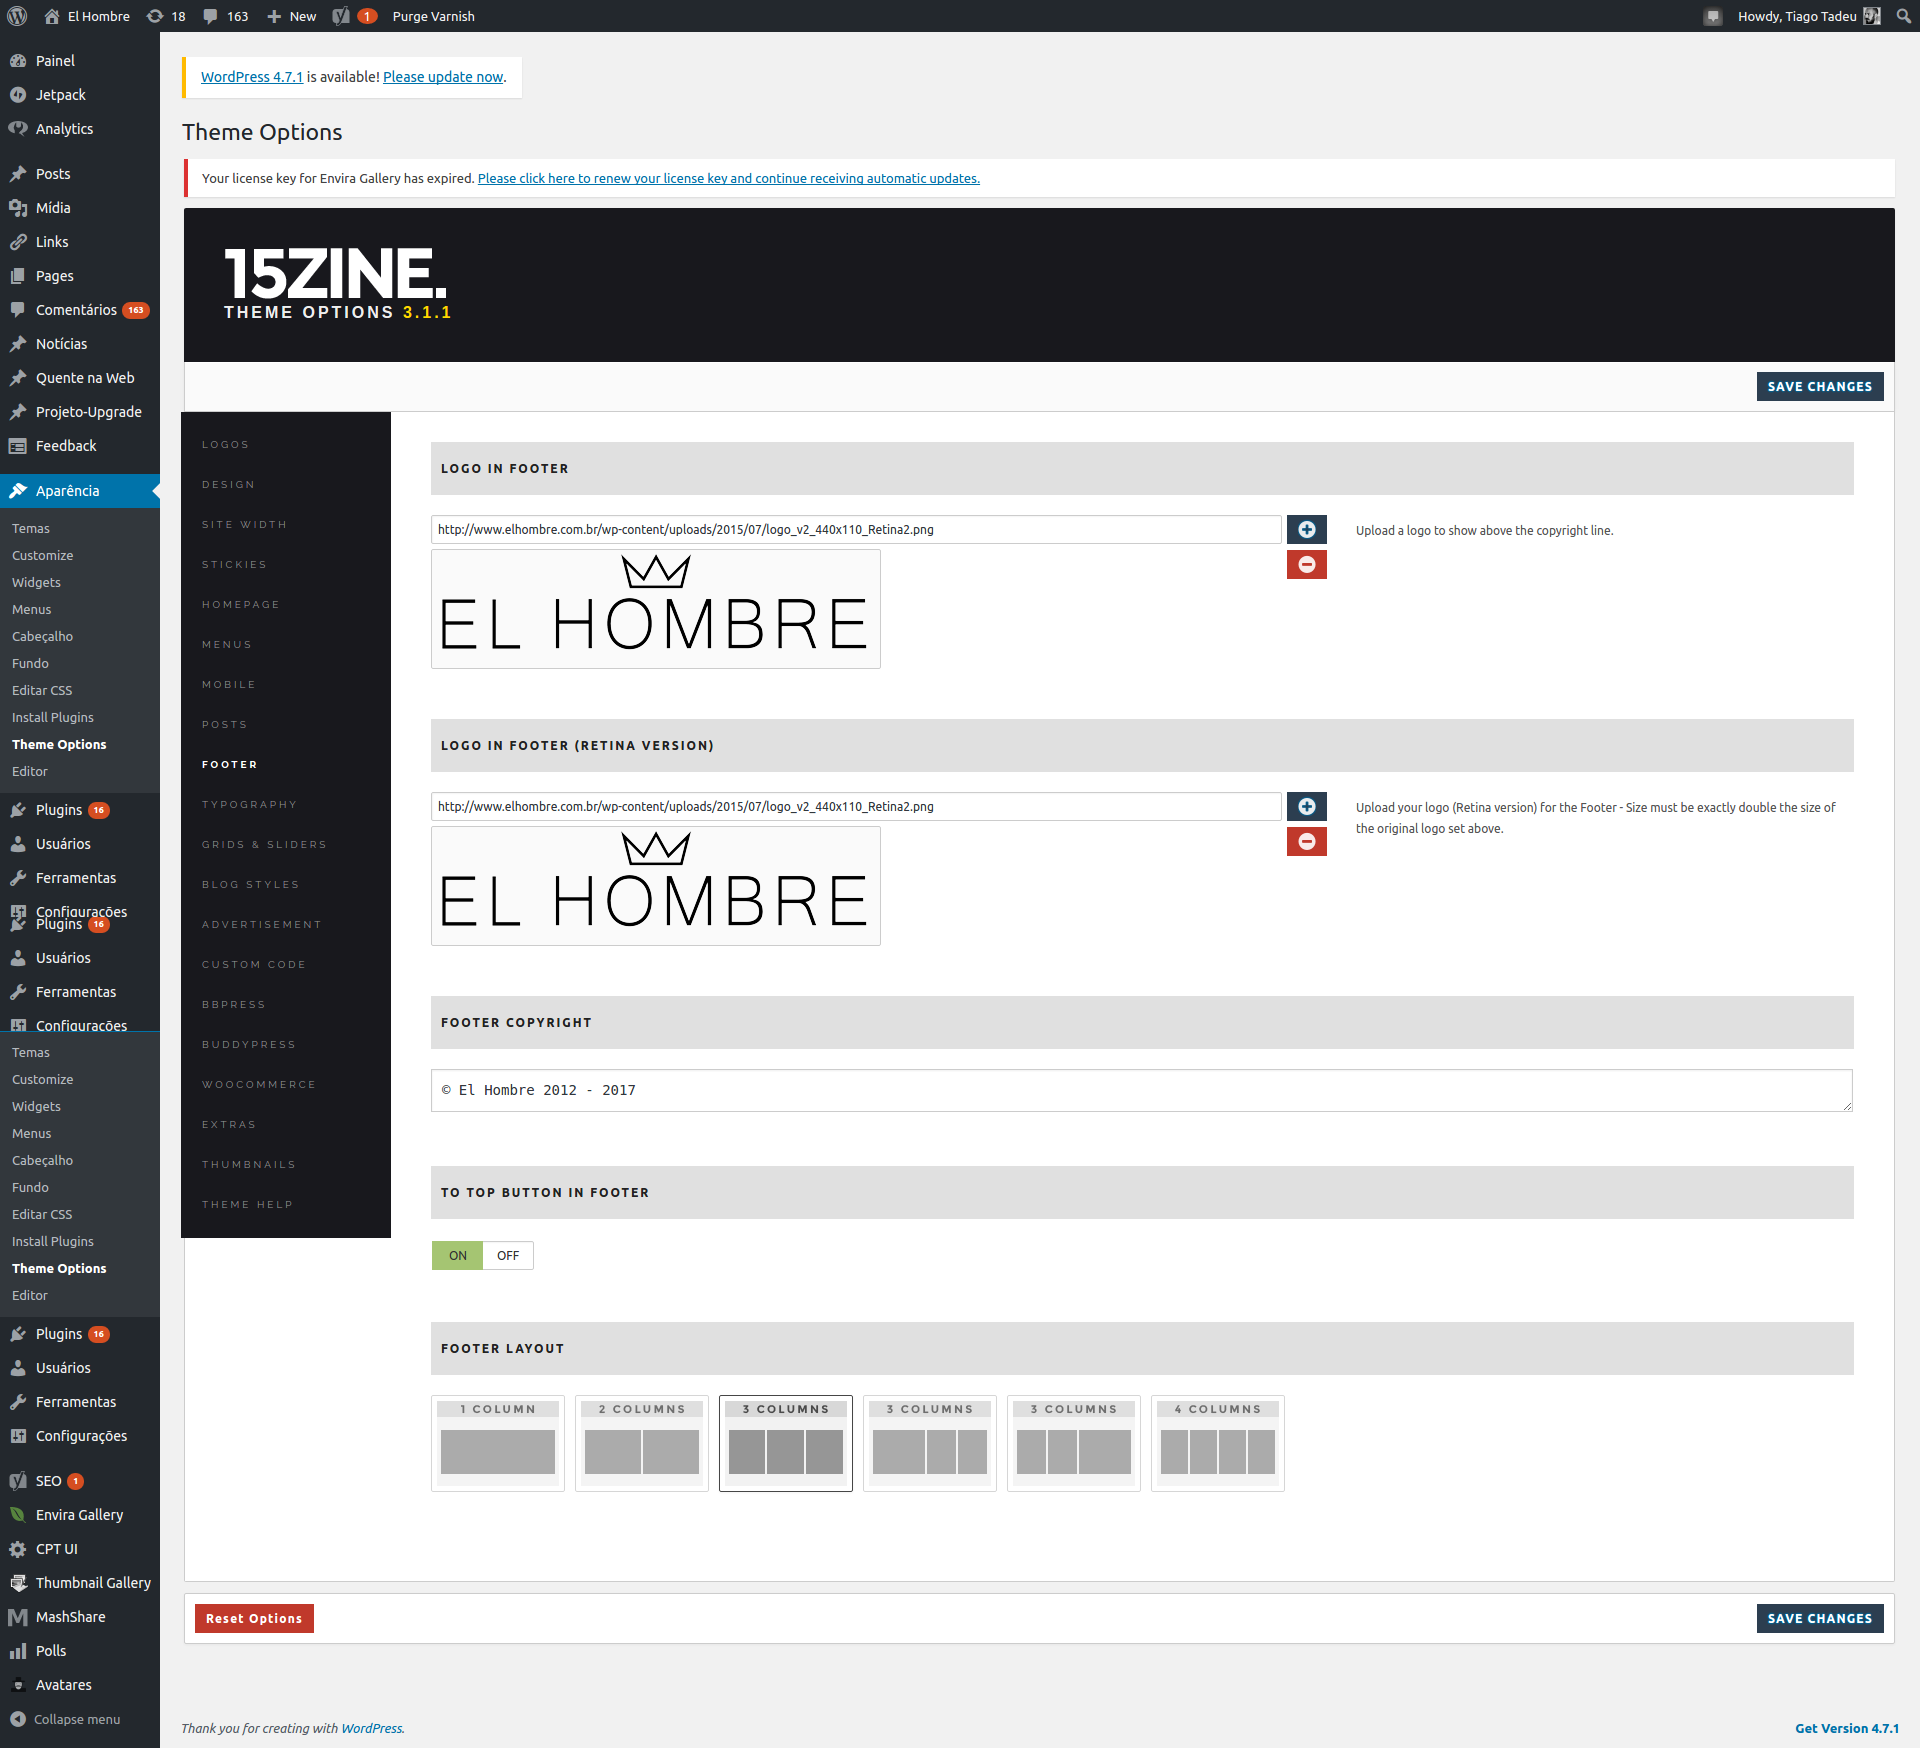 El Hombre 18 163 New 1 Purge Varnish Howdy, Tiago Tadeu
Painel
Jetpack
Analytics
Posts
Mídia
Links
Pages
Comentários 163
Notícias
Quente na Web
Projeto-Upgrade
Feedback
Aparência
Temas
Customize
Widgets
Menus
Cabeçalho
Fundo
Editar CSS
Install Plugins
Theme Options
Editor
Plugins 16
Usuários
Ferramentas
Configurações
Plugins 16
Usuários
Ferramentas
Configurações
Temas
Customize
Widgets
Menus
Cabeçalho
Fundo
Editar CSS
Install Plugins
Theme Options
Editor
Plugins 16
Usuários
Ferramentas
Configurações
SEO 1
Envira Gallery
CPT UI
Thumbnail Gallery
MashShare
Polls
Avatares
Collapse menu
WordPress 4.7.1 is available! Please update now.
Theme Options
Your license key for Envira Gallery has expired. Please click here to renew your license key and continue receiving automatic updates.
15ZINE.
THEME OPTIONS 3.1.1
SAVE CHANGES
LOGOS
DESIGN
SITE WIDTH
STICKIES
HOMEPAGE
MENUS
MOBILE
POSTS
FOOTER
TYPOGRAPHY
GRIDS & SLIDERS
BLOG STYLES
ADVERTISEMENT
CUSTOM CODE
BBPRESS
BUDDYPRESS
WOOCOMMERCE
EXTRAS
THUMBNAILS
THEME HELP
LOGO IN FOOTER
http://www.elhombre.com.br/wp-content/uploads/2015/07/logo_v2_440x110_Retina2.png
Upload a logo to show above the copyright line.
EL HOMBRE
LOGO IN FOOTER (RETINA VERSION)
http://www.elhombre.com.br/wp-content/uploads/2015/07/logo_v2_440x110_Retina2.png
Upload your logo (Retina version) for the Footer - Size must be exactly double the size of
the original logo set above.
EL HOMBRE
FOOTER COPYRIGHT
© El Hombre 2012 - 2017
TO TOP BUTTON IN FOOTER
ON OFF
FOOTER LAYOUT
1 COLUMN 2 COLUMNS 3 COLUMNS 3 COLUMNS 3 COLUMNS 4 COLUMNS
Reset Options SAVE CHANGES
Thank you for creating with WordPress. Get Version 4.7.1